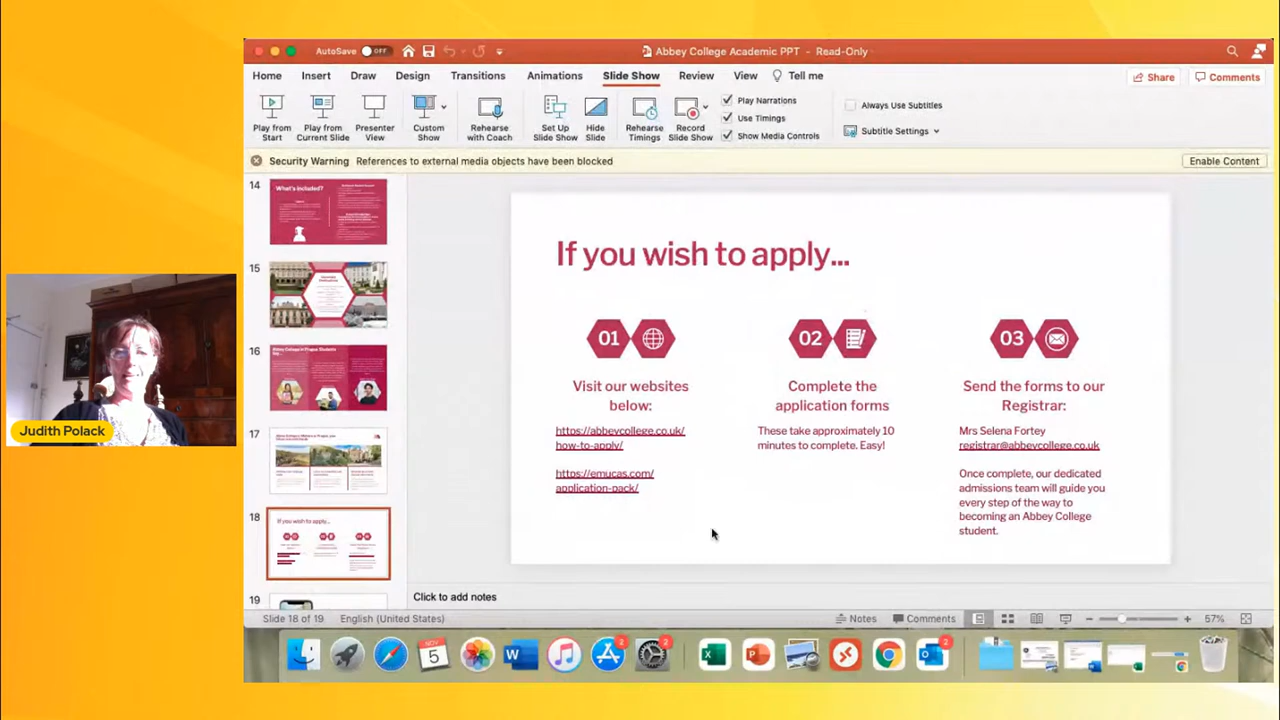 AutoSave OFF
Abbey College Academic PPT - Read-Only
Home Insert Draw Design Transitions Animations Slide Show Review View Tell me
Share Comments
Play from Start
Play from Current Slide
Presenter View
Custom Show
Rehearse with Coach
Set Up Slide Show
Hide Slide
Rehearse Timings
Record Slide Show
Play Narrations
Use Timings
Show Media Controls
Always Use Subtitles
Subtitle Settings
Security Warning References to external media objects have been blocked
Enable Content
14
What's included?
15
16
17
18
If you wish to apply...
19
If you wish to apply...
01
Visit our websites
below:
https://abbeycollege.co.uk/
how-to-apply/
https://emucas.com/
application-pack/
02
Complete the
application forms
These take approximately 10
minutes to complete. Easy!
03
Send the forms to our
Registrar:
Mrs Selena Fortey
registrar@abbeycollege.co.uk
Once complete, our dedicated
admissions team will guide you
every step of the way to
becoming an Abbey College
student.
Judith Polack
Click to add notes
Slide 18 of 19 English (United States)
Notes Comments
57%
NOV
5
W
2
2
2